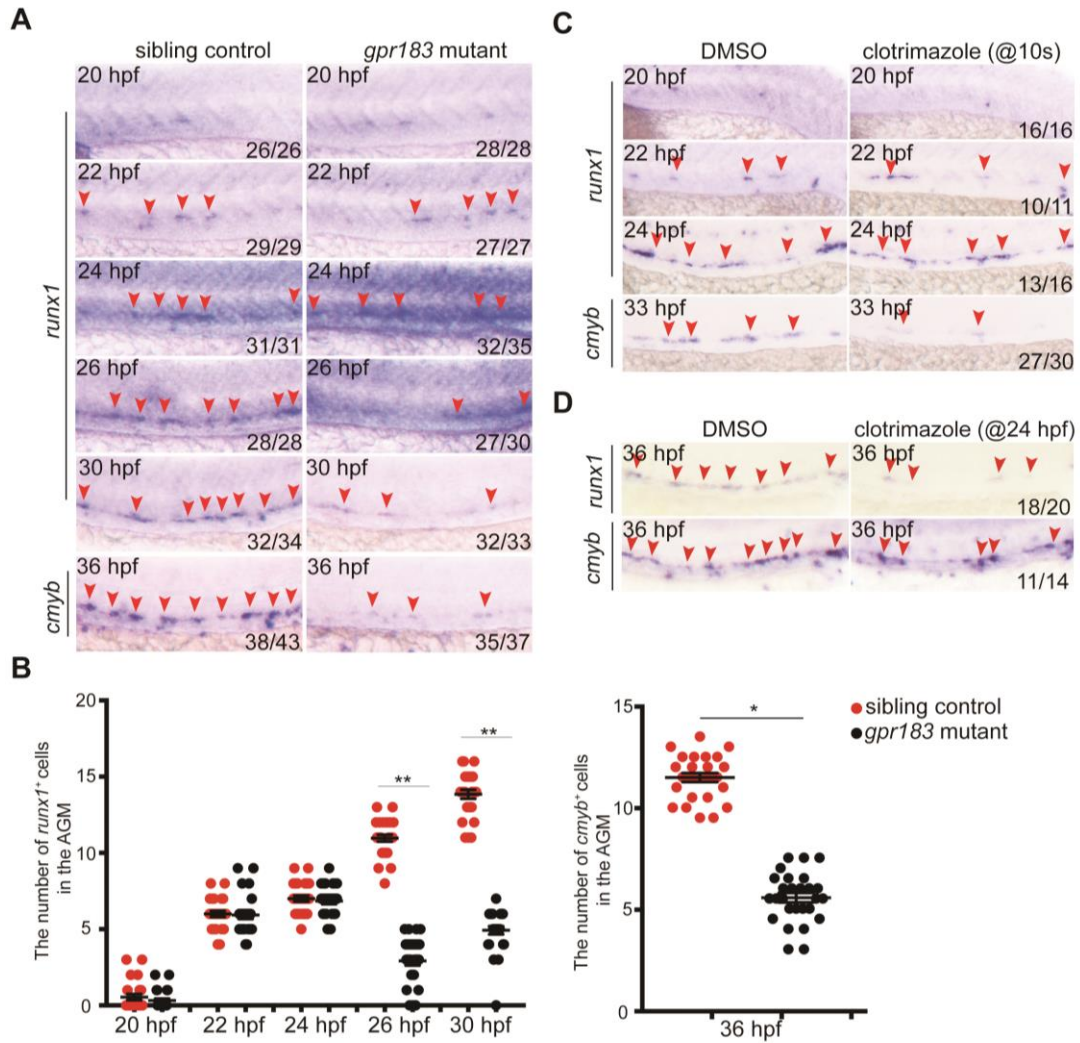 A
sibling control
gpr183 mutant
runx1
20 hpf
26/26
20 hpf
28/28
22 hpf
29/29
22 hpf
27/27
24 hpf
31/31
24 hpf
32/35
26 hpf
28/28
26 hpf
27/30
30 hpf
32/34
30 hpf
32/33
cmyb
36 hpf
38/43
36 hpf
35/37
C
DMSO
clotrimazole (@10s)
runx1
20 hpf
20 hpf
16/16
22 hpf
22 hpf
10/11
24 hpf
24 hpf
13/16
cmyb
33 hpf
33 hpf
27/30
D
DMSO
clotrimazole (@24 hpf)
runx1
36 hpf
36 hpf
18/20
cmyb
36 hpf
36 hpf
11/14
B
The number of runx1⁺ cells
in the AGM
20
15
10
5
0
**
**
20 hpf
22 hpf
24 hpf
26 hpf
30 hpf
The number of cmyb⁺ cells
in the AGM
15
10
5
0
*
36 hpf
sibling control
gpr183 mutant